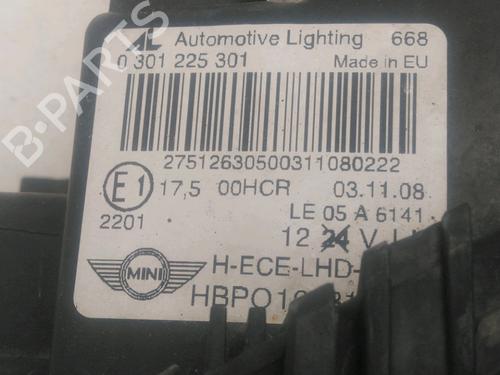 AL Automotive Lighting 668
0 301 225 301 Made in EU
27512630500311080222
E1 17,5 00HCR 03.11.08
2201 LE 05 A 6141
12 24 V
MINI H-ECE-LHD-
B-PARTS